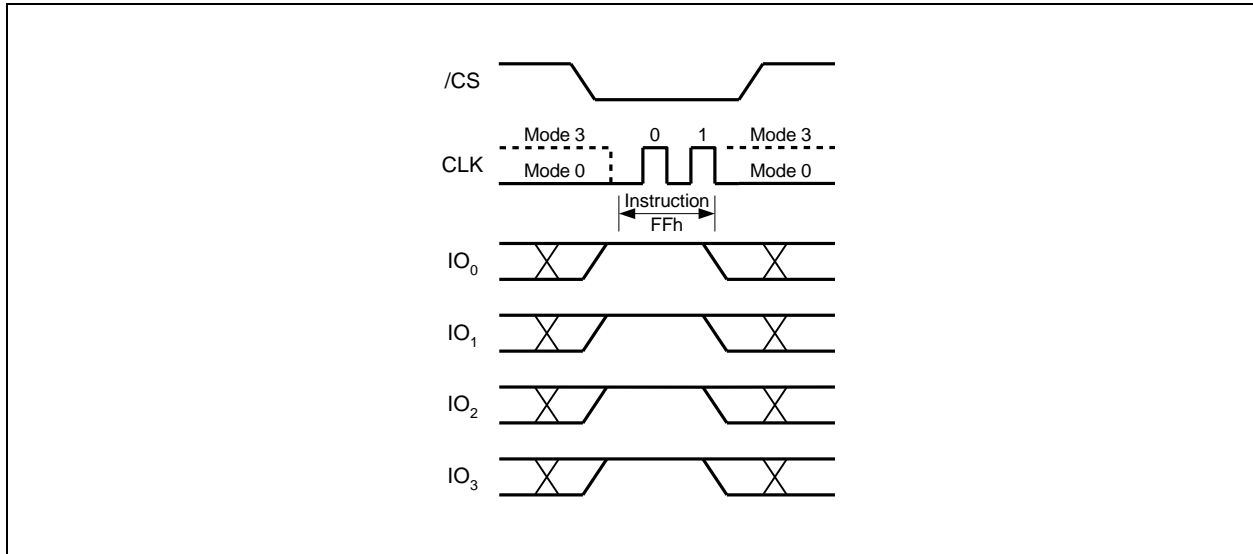 /CS
Mode 3 0 1 Mode 3
CLK
Mode 0 Mode 0
Instruction
FFh
IO0
IO1
IO2
IO3